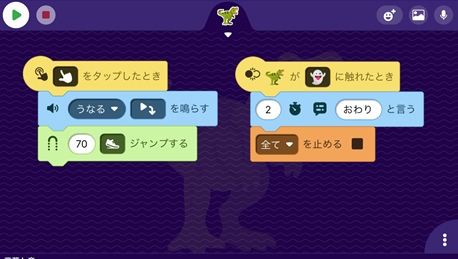 をタップしたとき
うなる を鳴らす
70 ジャンプする
が に触れたとき
2 おわり と言う
全て を止める